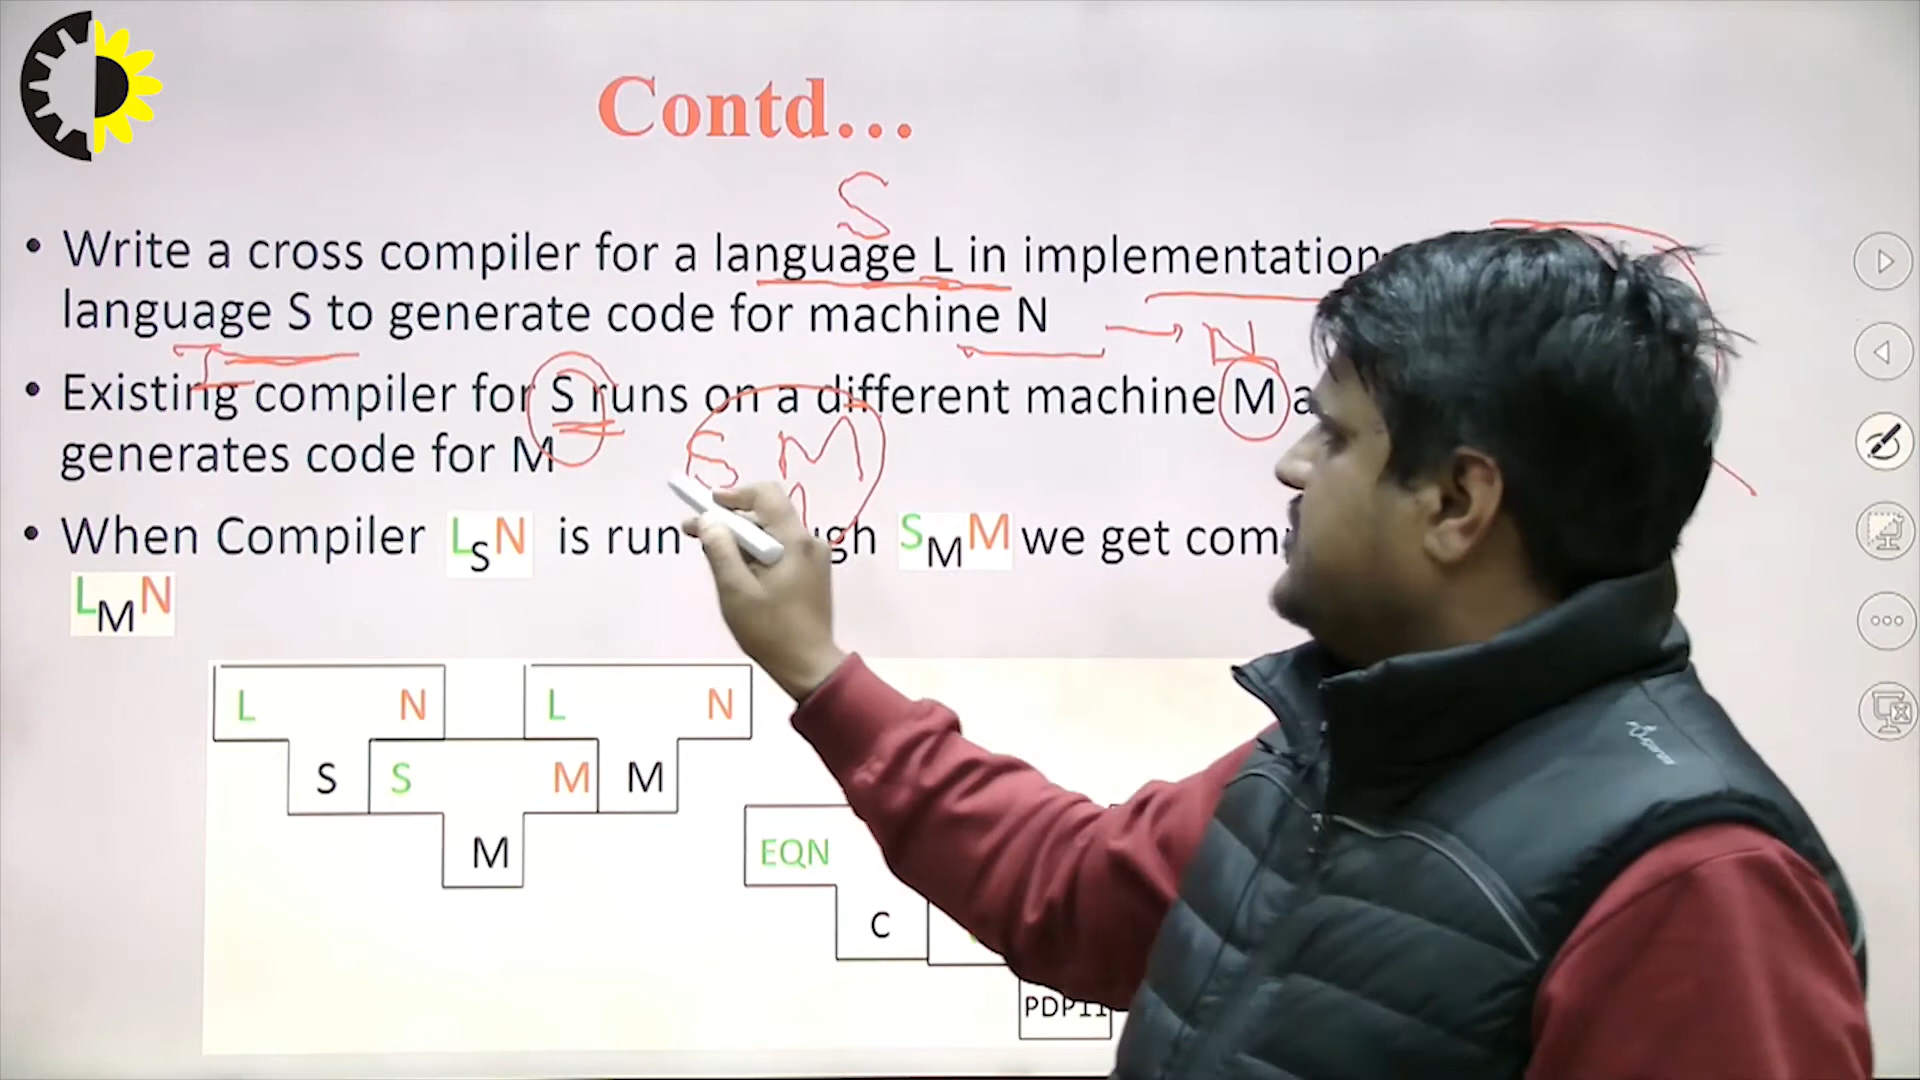 Contd...
S
• Write a cross compiler for a language L in implementation
language S to generate code for machine N
N
• Existing compiler for S runs on a different machine M a
generates code for M
S M
• When Compiler LSN is run gh SMM we get com
LMN
L N L N
S S M M
M
EQN
C
PDP11